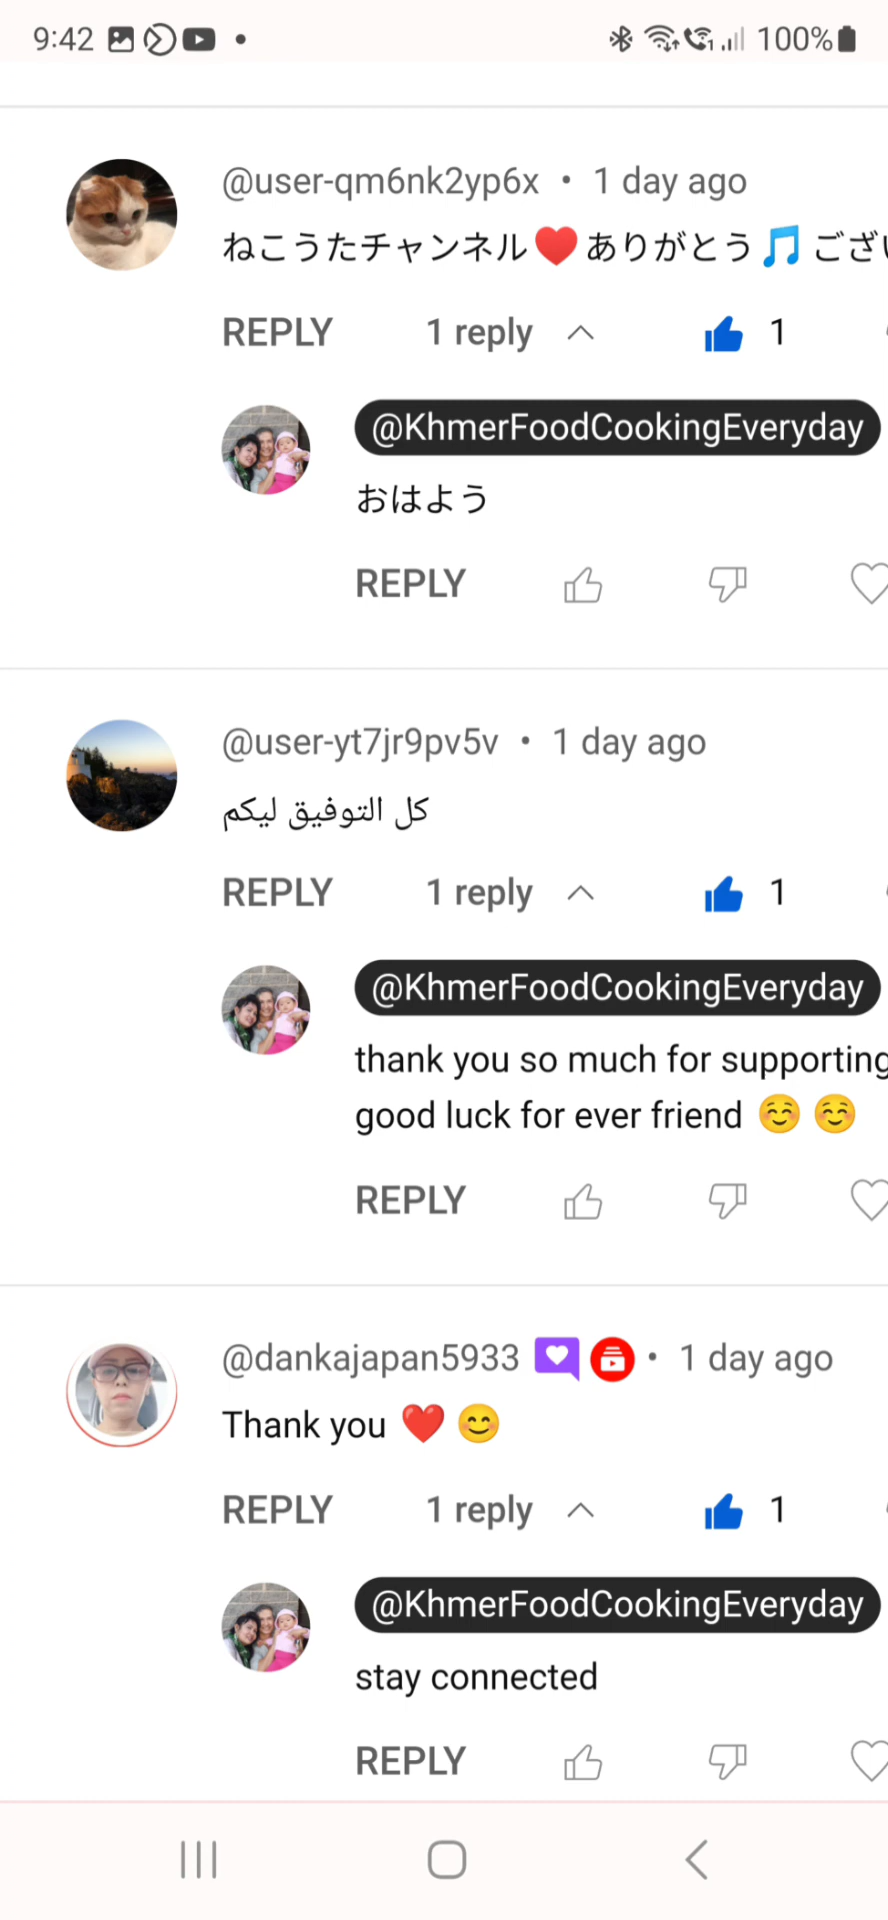 9:42 100%
@user-qm6nk2yp6x • 1 day ago
ねこうたチャンネル❤️ありがとう🎵ござい
REPLY 1 reply 1
@KhmerFoodCookingEveryday
おはよう
REPLY
@user-yt7jr9pv5v • 1 day ago
كل التوفيق ليكم
REPLY 1 reply 1
@KhmerFoodCookingEveryday
thank you so much for supporting
good luck for ever friend ☺️ ☺️
REPLY
@dankajapan5933 • 1 day ago
Thank you ❤️ 😊
REPLY 1 reply 1
@KhmerFoodCookingEveryday
stay connected
REPLY